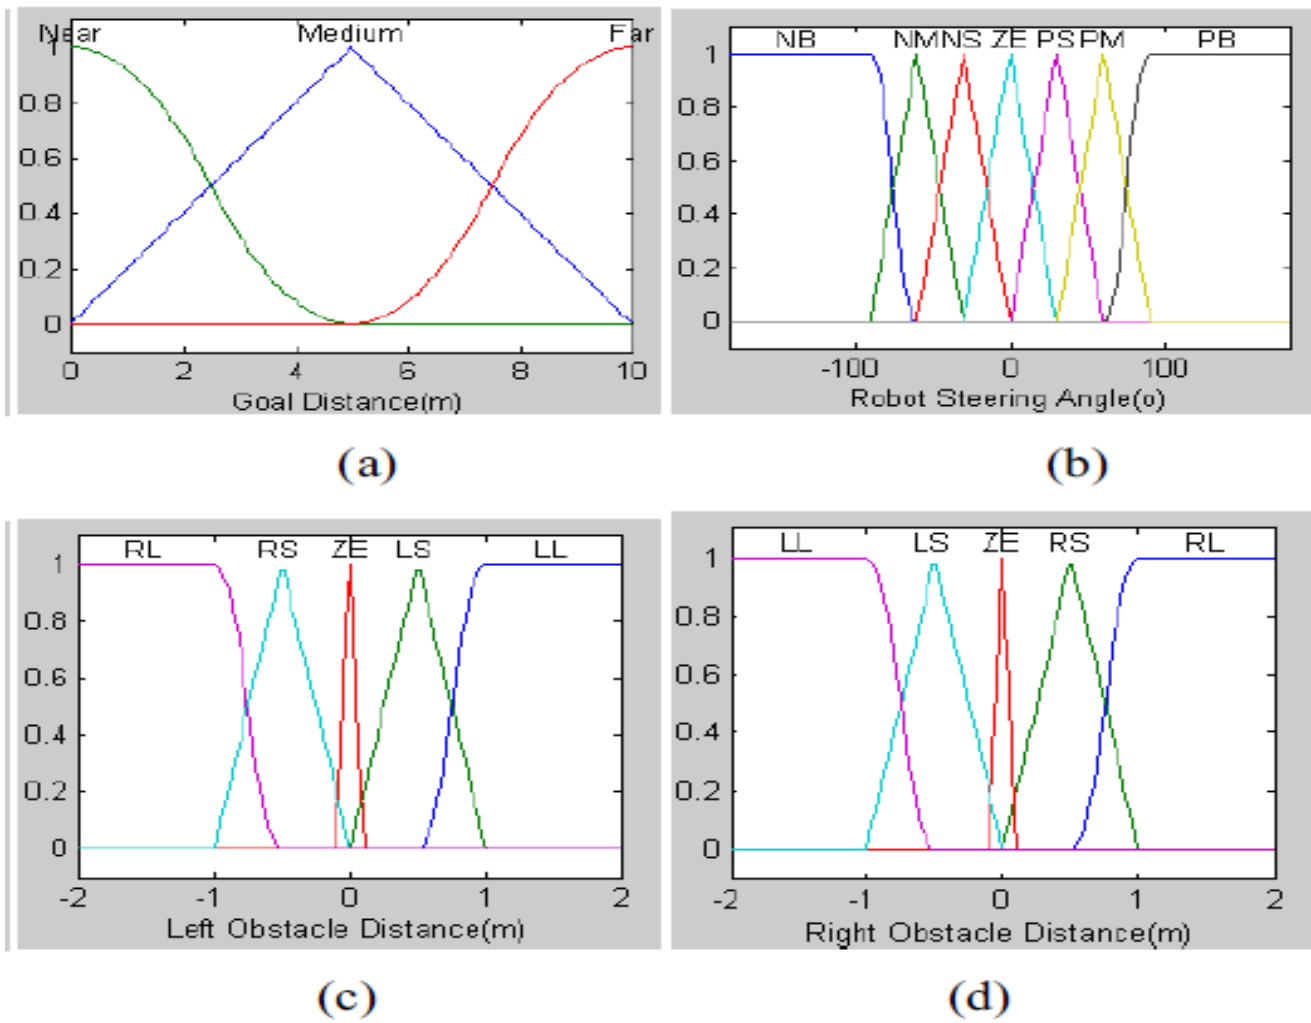 Near Medium Far
1
0.8
0.6
0.4
0.2
0
0 2 4 6 8 10
Goal Distance(m)
(a)
NB NM NS ZE PS PM PB
1
0.8
0.6
0.4
0.2
0
-100 0 100
Robot Steering Angle(o)
(b)
RL RS ZE LS LL
1
0.8
0.6
0.4
0.2
0
-2 -1 0 1 2
Left Obstacle Distance(m)
(c)
LL LS ZE RS RL
1
0.8
0.6
0.4
0.2
0
-2 -1 0 1 2
Right Obstacle Distance(m)
(d)